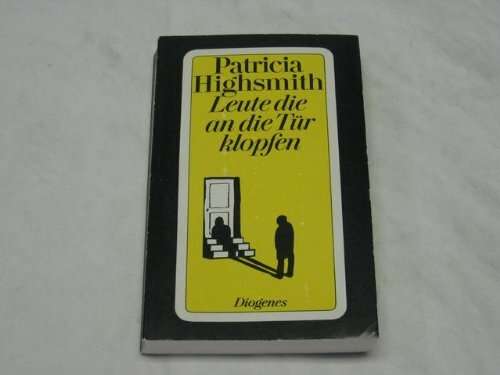 Patricia
Highsmith
Leute die
an die Tür
klopfen
Diogenes